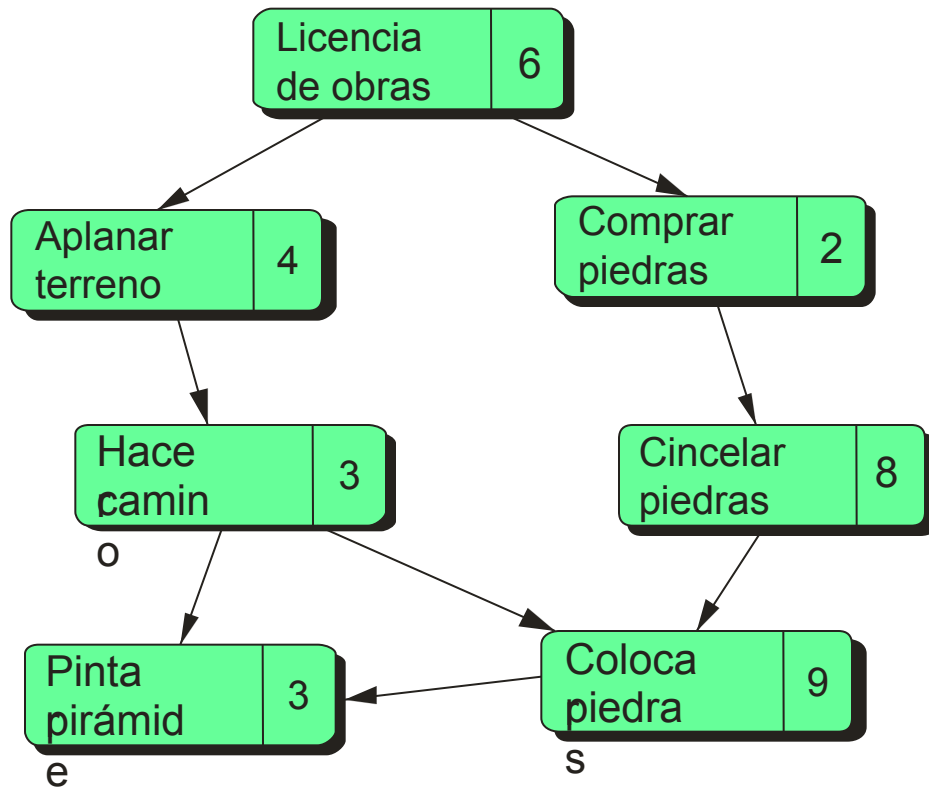 Licencia
de obras
6
Aplanar
terreno
4
Comprar
piedras
2
Hace
r
camin
o
3
Cincelar
piedras
8
Pinta
r
pirámid
e
3
Coloca
r
piedra
s
9